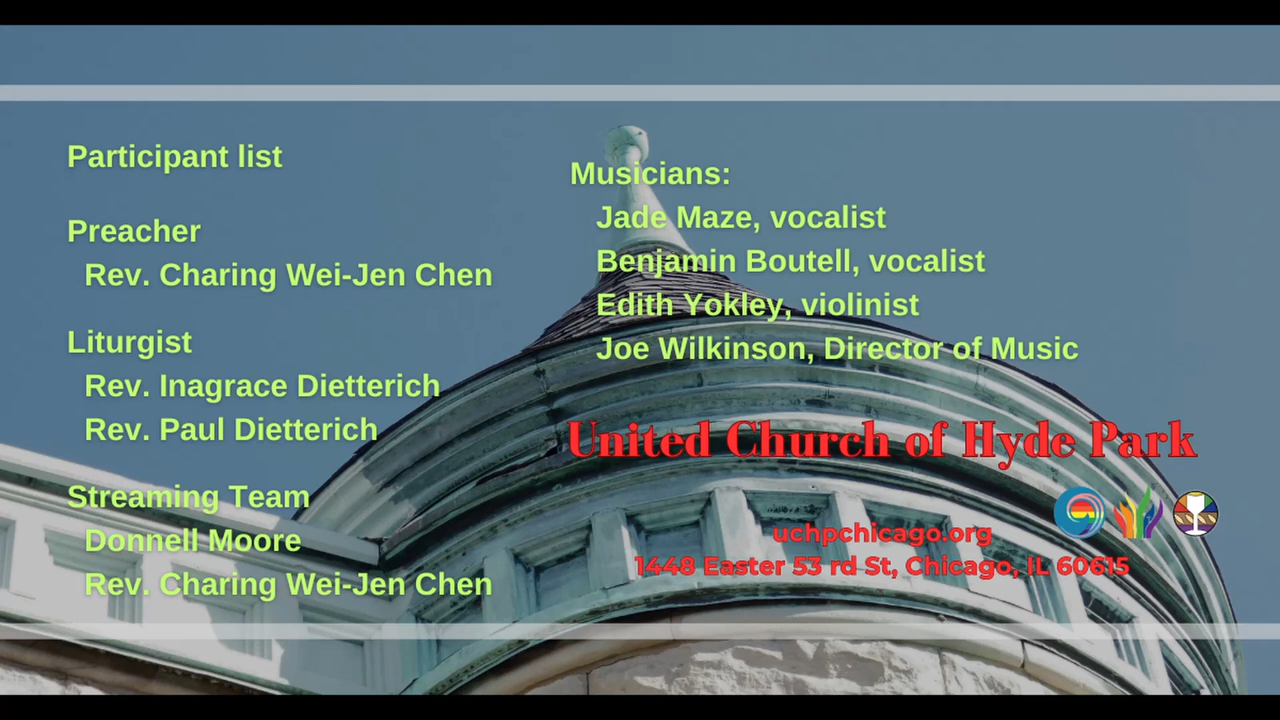 Participant list
Preacher
Rev. Charing Wei-Jen Chen
Liturgist
Rev. Inagrace Dietterich
Rev. Paul Dietterich
Streaming Team
Donnell Moore
Rev. Charing Wei-Jen Chen
Musicians:
Jade Maze, vocalist
Benjamin Boutell, vocalist
Edith Yokley, violinist
Joe Wilkinson, Director of Music
United Church of Hyde Park
uchpchicago.org
1448 Easter 53 rd St, Chicago, IL 60615